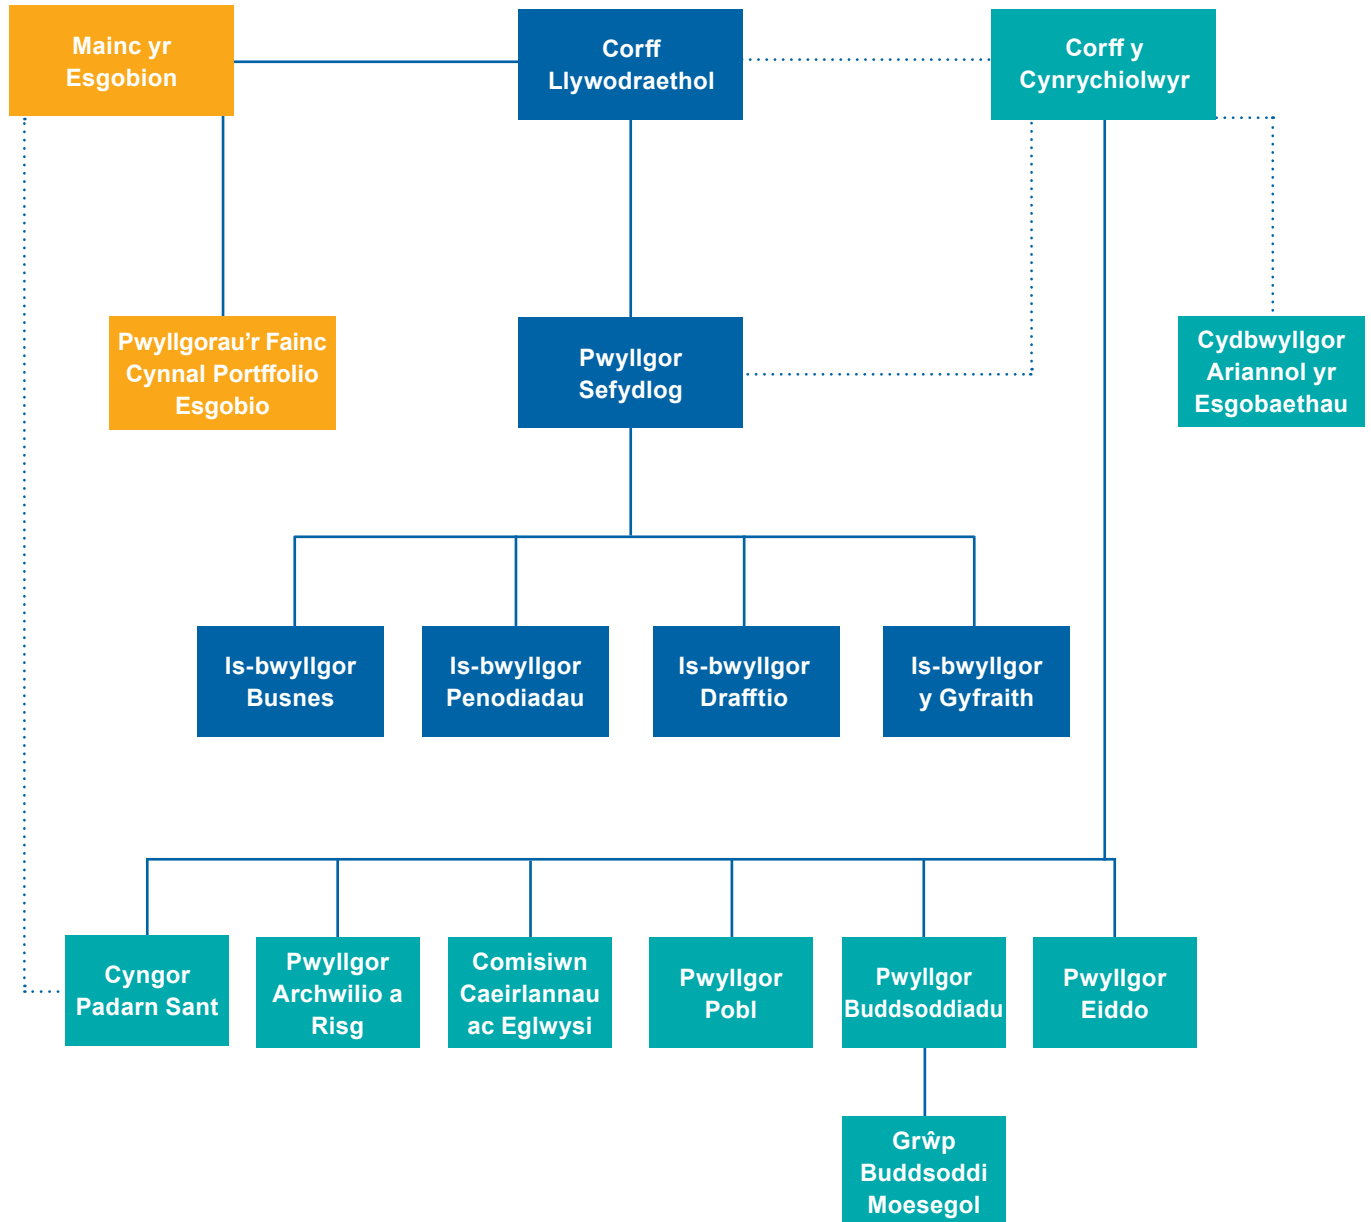 Mainc yr
Esgobion
Corff
Llywodraethol
Corff y
Cynrychiolwyr
Pwyllgorau'r Fainc
Cynnal Portffolio
Esgobio
Pwyllgor
Sefydlog
Cydbwyllgor
Ariannol yr
Esgobaethau
Is-bwyllgor
Busnes
Is-bwyllgor
Penodiadau
Is-bwyllgor
Drafftio
Is-bwyllgor
y Gyfraith
Cyngor
Padarn Sant
Pwyllgor
Archwilio a
Risg
Comisiwn
Caeirlannau
ac Eglwysi
Pwyllgor
Pobl
Pwyllgor
Buddsoddiadu
Pwyllgor
Eiddo
Grŵp
Buddsoddi
Moesegol